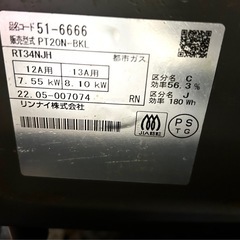 品名コード 51-6666
販売型式 PT20N-BKL
RT34NJH 都市ガス
12A用 13A用
7.55 kW 8.10 kW
区分名 C
効率56.3 %
22.05-007074 RN
区分名 J
効率 180 Wh
リンナイ株式会社
JIA
PS
TG